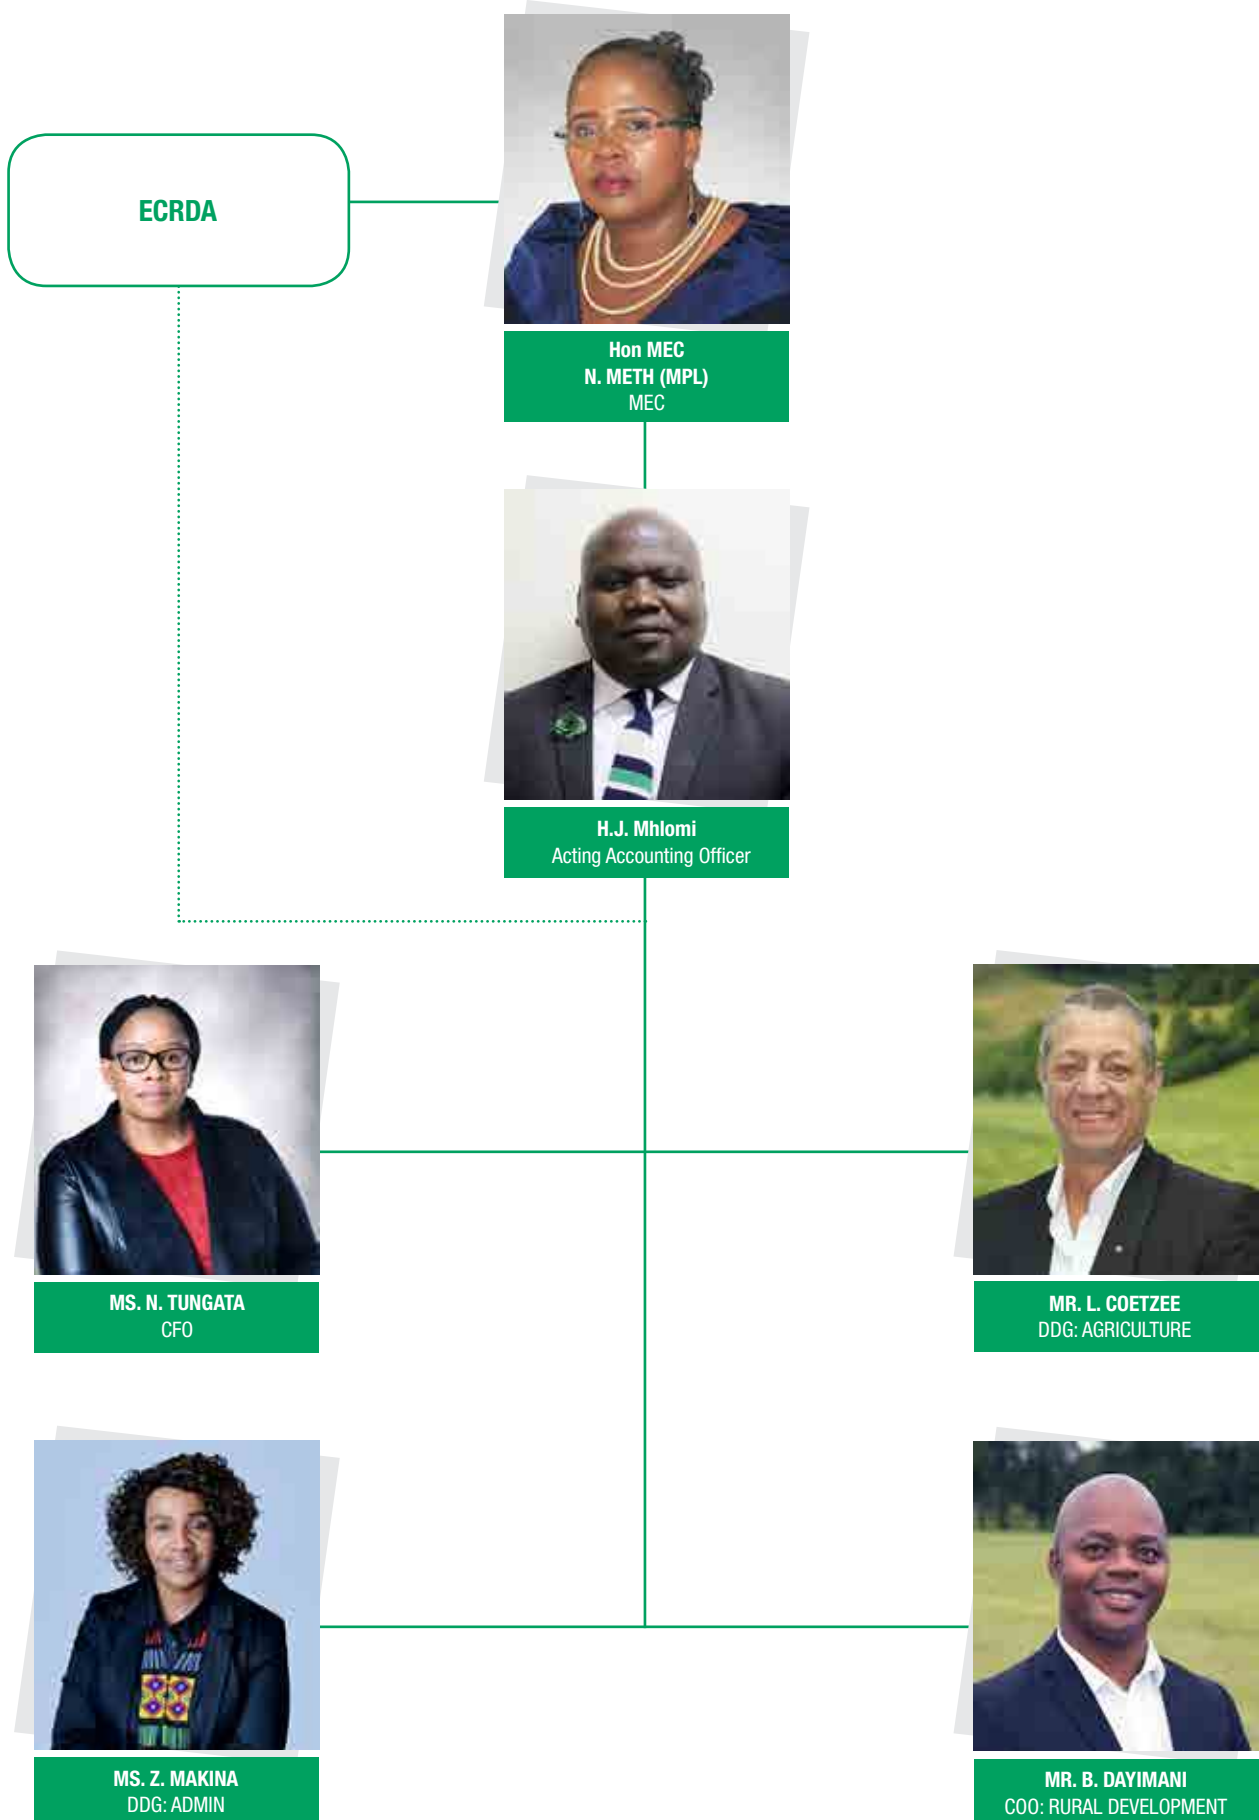 ECRDA
Hon MEC
N. METH (MPL)
MEC
H.J. Mhlomi
Acting Accounting Officer
MS. N. TUNGATA
CFO
MR. L. COETZEE
DDG: AGRICULTURE
MS. Z. MAKINA
DDG: ADMIN
MR. B. DAYIMANI
COO: RURAL DEVELOPMENT